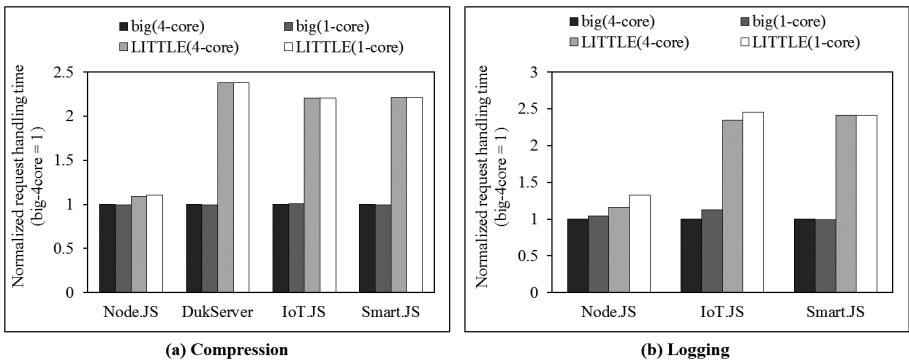 big(4-core) big(1-core)
LITTLE(4-core) LITTLE(1-core)
Normalized request handling time
(big-4core = 1)
2.5
2
1.5
1
0.5
0
Node.JS DukServer IoT.JS Smart.JS
(a) Compression
big(4-core) big(1-core)
LITTLE(4-core) LITTLE(1-core)
Normalized request handling time
(big-4core = 1)
3
2.5
2
1.5
1
0.5
0
Node.JS IoT.JS Smart.JS
(b) Logging